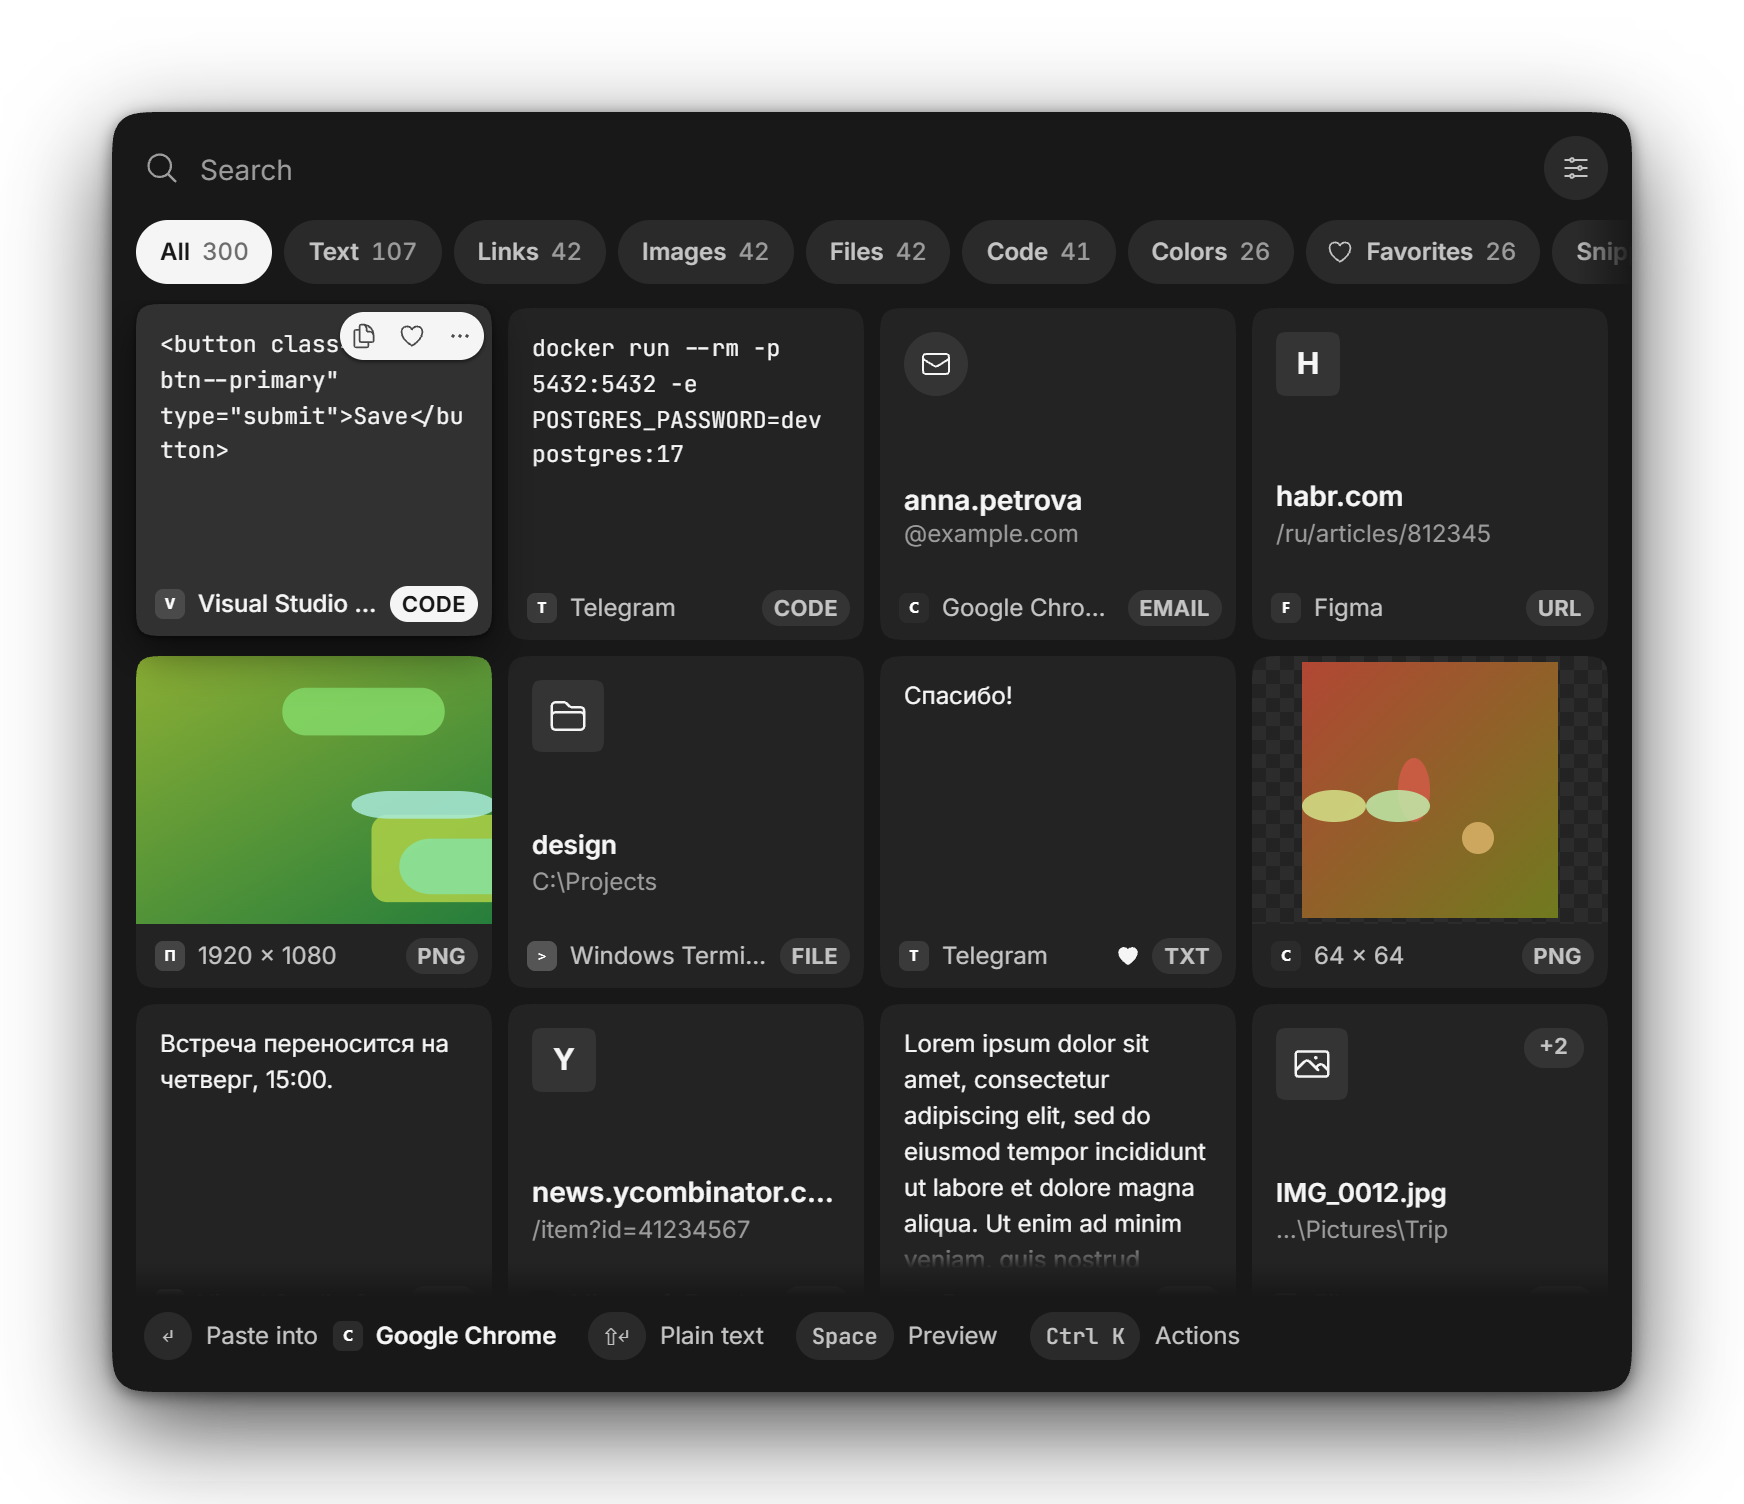 Search
All 300 Text 107 Links 42 Images 42 Files 42 Code 41 Colors 26 Favorites 26 Snip
<button class
btn--primary"
type="submit">Save</bu
tton>
V Visual Studio ... CODE
docker run --rm -p
5432:5432 -e
POSTGRES_PASSWORD=dev
postgres:17
T Telegram CODE
anna.petrova
@example.com
C Google Chro... EMAIL
H
habr.com
/ru/articles/812345
F Figma URL
П 1920 × 1080 PNG
design
C:\Projects
> Windows Termi... FILE
Спасибо!
T Telegram TXT
C 64 × 64 PNG
Встреча переносится на
четверг, 15:00.
Y
news.ycombinator.c...
/item?id=41234567
Lorem ipsum dolor sit
amet, consectetur
adipiscing elit, sed do
eiusmod tempor incididunt
ut labore et dolore magna
aliqua. Ut enim ad minim
veniam, quis nostrud
+2
IMG_0012.jpg
...\Pictures\Trip
Paste into C Google Chrome Plain text Space Preview Ctrl K Actions